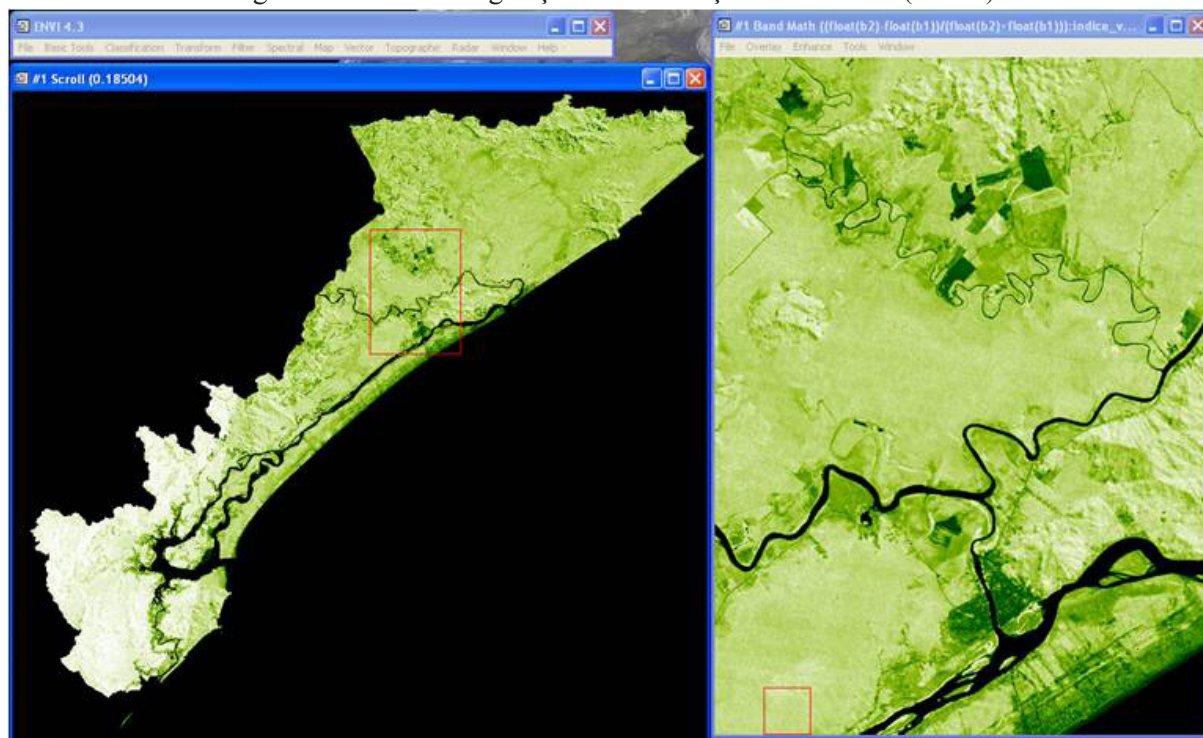 ENVI 4.3
File Basic Tools Classification Transform Filter Spectral Map Vector Topographic Radar Window Help
#1 Scroll (0.18504)
#1 Band Math ((float(b2)-float(b1))/(float(b2)+float(b1))):indice_v...
File Overlay Enhance Tools Window